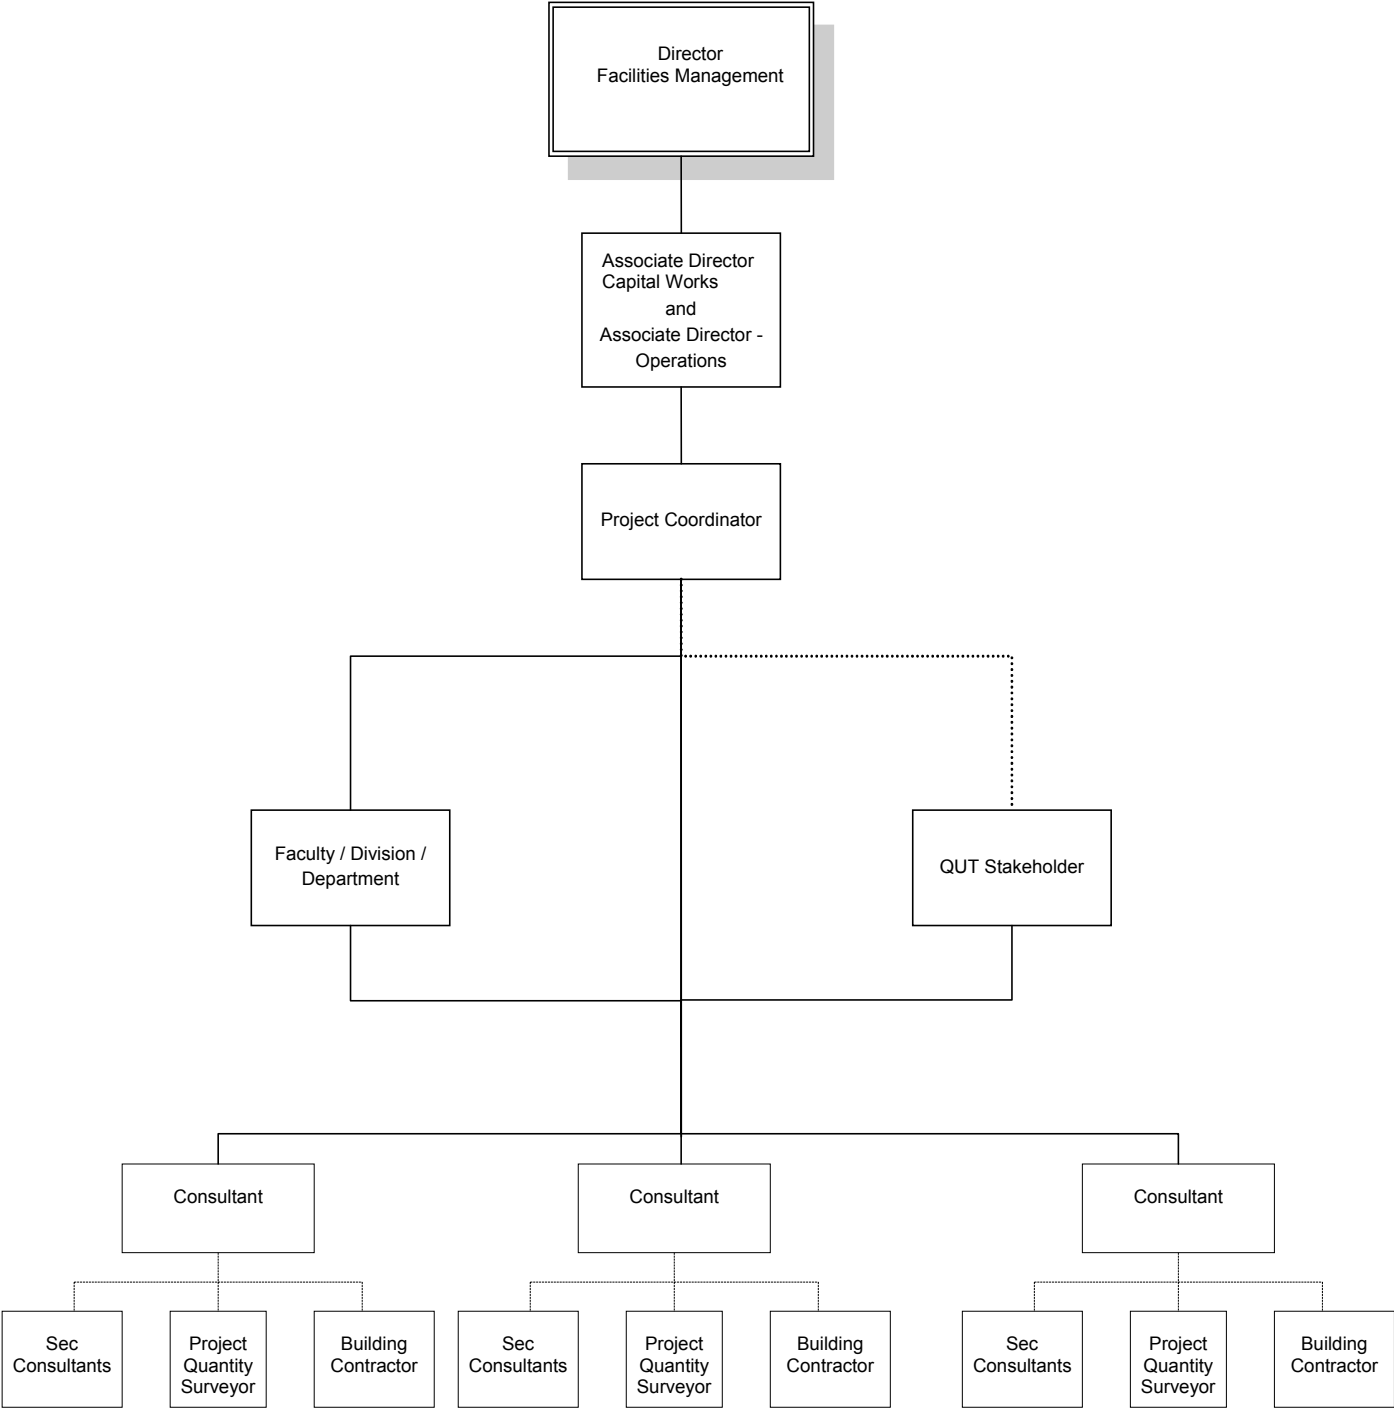 Director
Facilities Management
Associate Director
Capital Works
and
Associate Director -
Operations
Project Coordinator
Faculty / Division /
Department
QUT Stakeholder
Consultant
Consultant
Consultant
Sec
Consultants
Project
Quantity
Surveyor
Building
Contractor
Sec
Consultants
Project
Quantity
Surveyor
Building
Contractor
Sec
Consultants
Project
Quantity
Surveyor
Building
Contractor